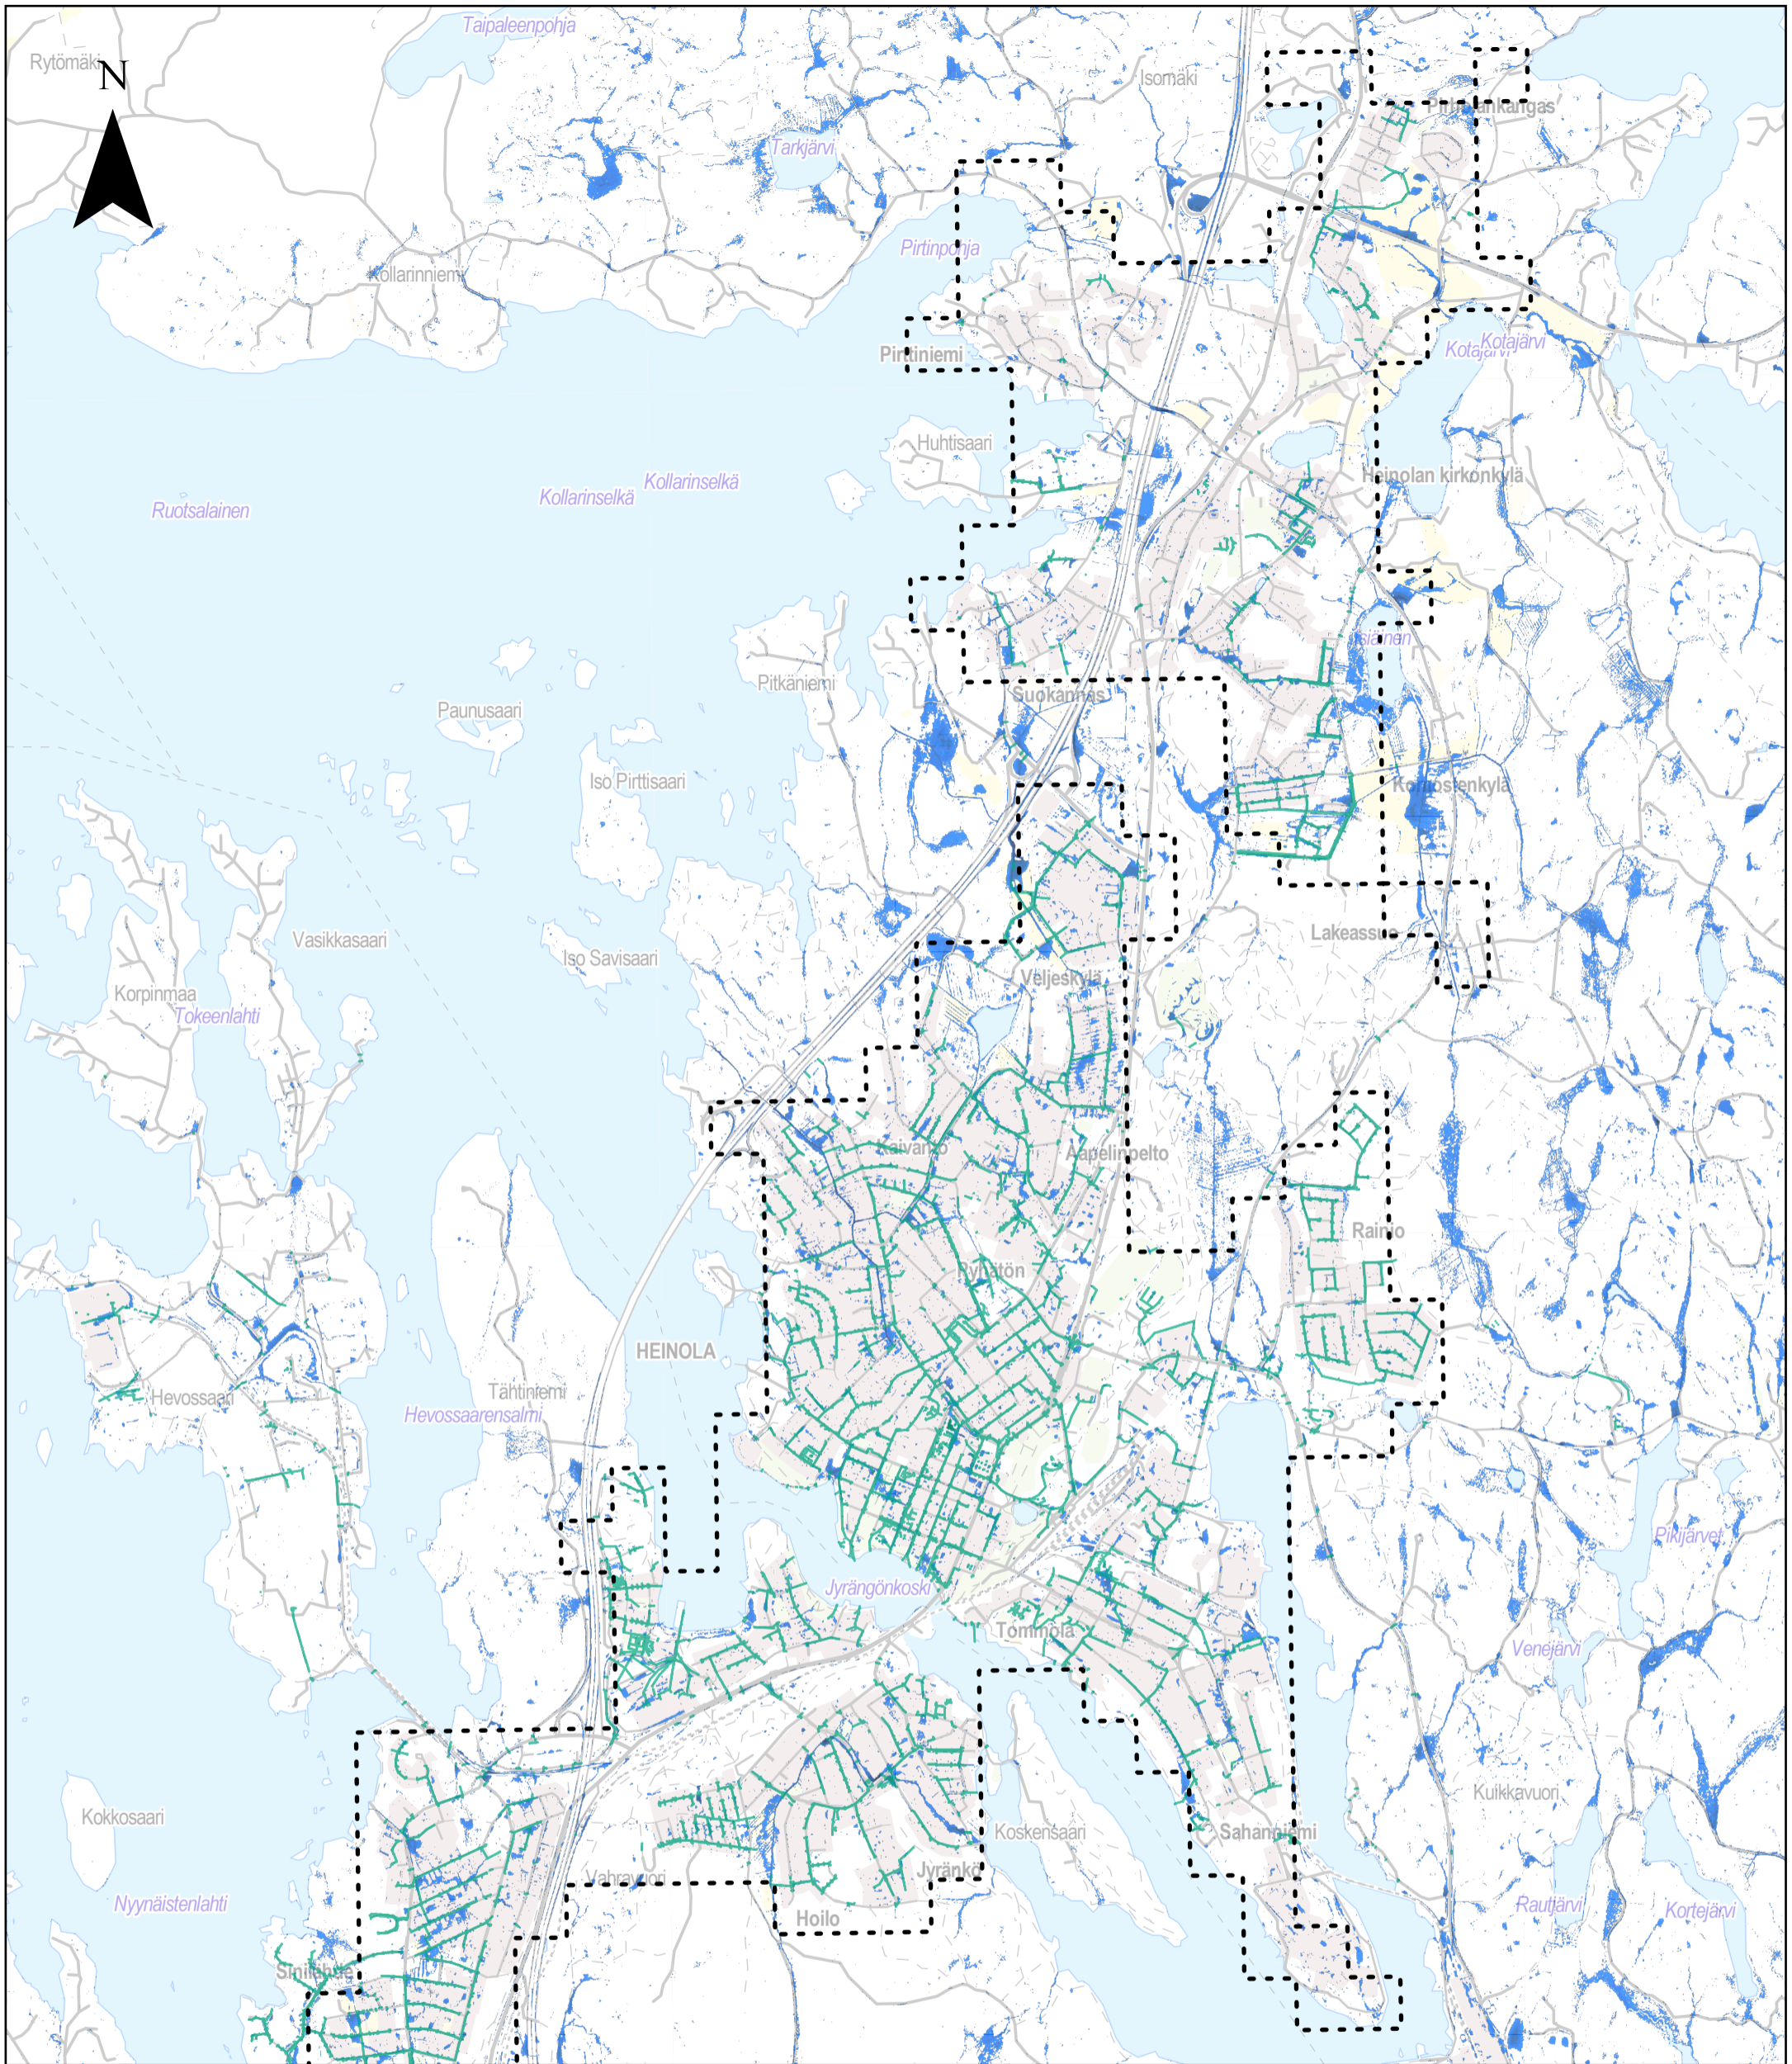 Taipaleenpohja
Rytömäki
N
Isomäki
Pirtinpohja
Tarkjärvi
Kollarinniemi
Kotajärvi
Kotajärvi
Pirttiniemi
Huhtisaari
Heinolan kirkonkylä
Kollarinselkä
Kollarinselkä
Ruotsalainen
Pitkäniemi
Suokannas
Paunusaari
Iso Pirttisaari
Vasikkasaari
Iso Savisaari
Lakeassuo
Veljeskylä
Korpinmaa
Tokeenlahti
Aapelinpelto
Rainio
HEINOLA
Tähtiniemi
Hevossaari
Hevossaarensalmi
Pikijärvet
Jyrängönkoski
Tommola
Venejärvi
Kuikkavuori
Kokkosaari
Koskensaari
Sahanniemi
Jyränkö
Vahravuori
Nyynäistenlahti
Hoilo
Rautjärvi
Kortejärvi